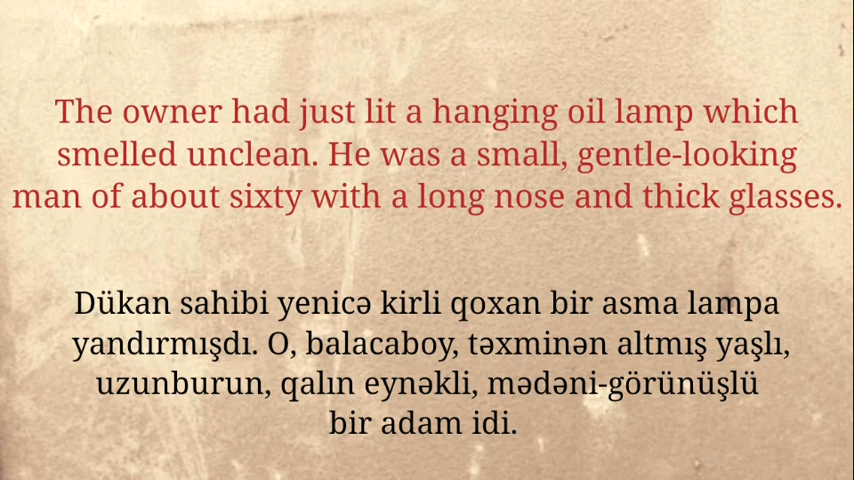 The owner had just lit a hanging oil lamp which
smelled unclean. He was a small, gentle-looking
man of about sixty with a long nose and thick glasses.
Dükan sahibi yenicə kirli qoxan bir asma lampa
yandırmışdı. O, balacaboy, təxminən altmış yaşlı,
uzunburun, qalın eynəkli, mədəni-görünüşlü
bir adam idi.